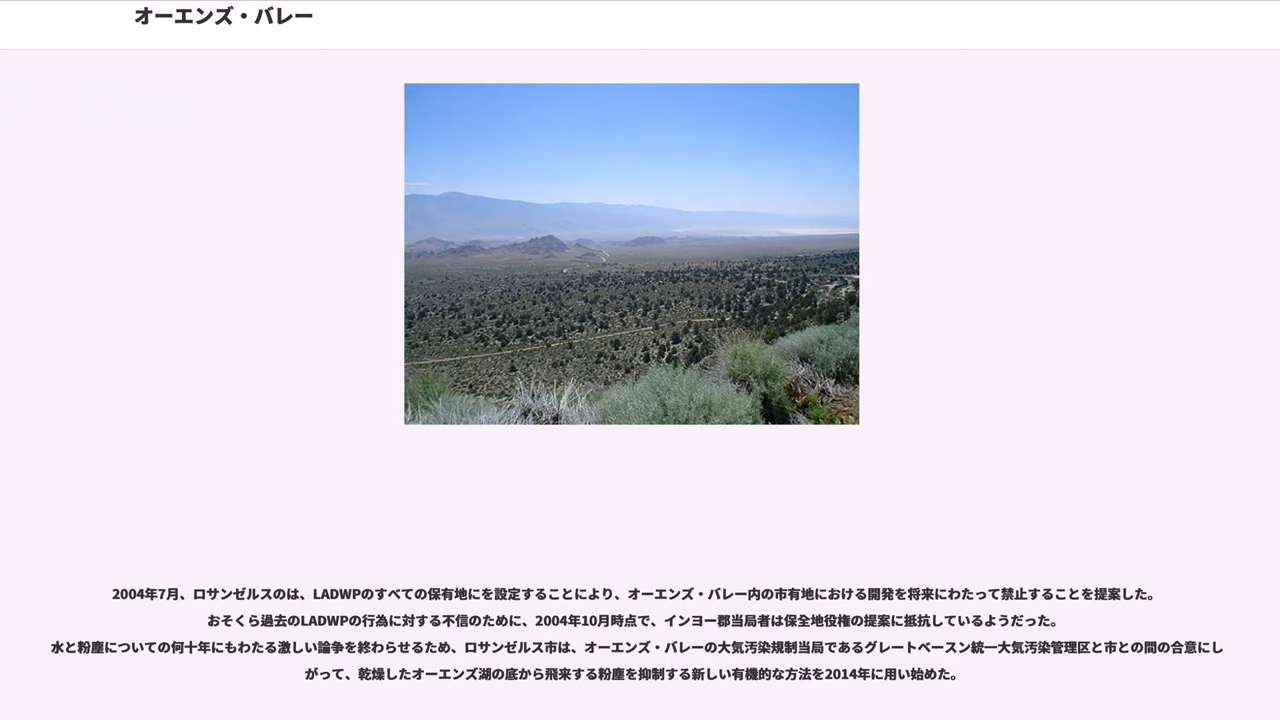 オーエンズ・バレー
2004年7月、ロサンゼルスのは、LADWPのすべての保有地にを設定することにより、オーエンズ・バレー内の市有地における開発を将来にわたって禁止することを提案した。
おそくら過去のLADWPの行為に対する不信のために、2004年10月時点で、インヨー郡当局者は保全地役権の提案に抵抗しているようだった。
水と粉塵についての何十年にもわたる激しい論争を終わらせるため、ロサンゼルス市は、オーエンズ・バレーの大気汚染規制当局であるグレートベースン統一大気汚染管理区と市との間の合意にし
がって、乾燥したオーエンズ湖の底から飛来する粉塵を抑制する新しい有機的な方法を2014年に用い始めた。